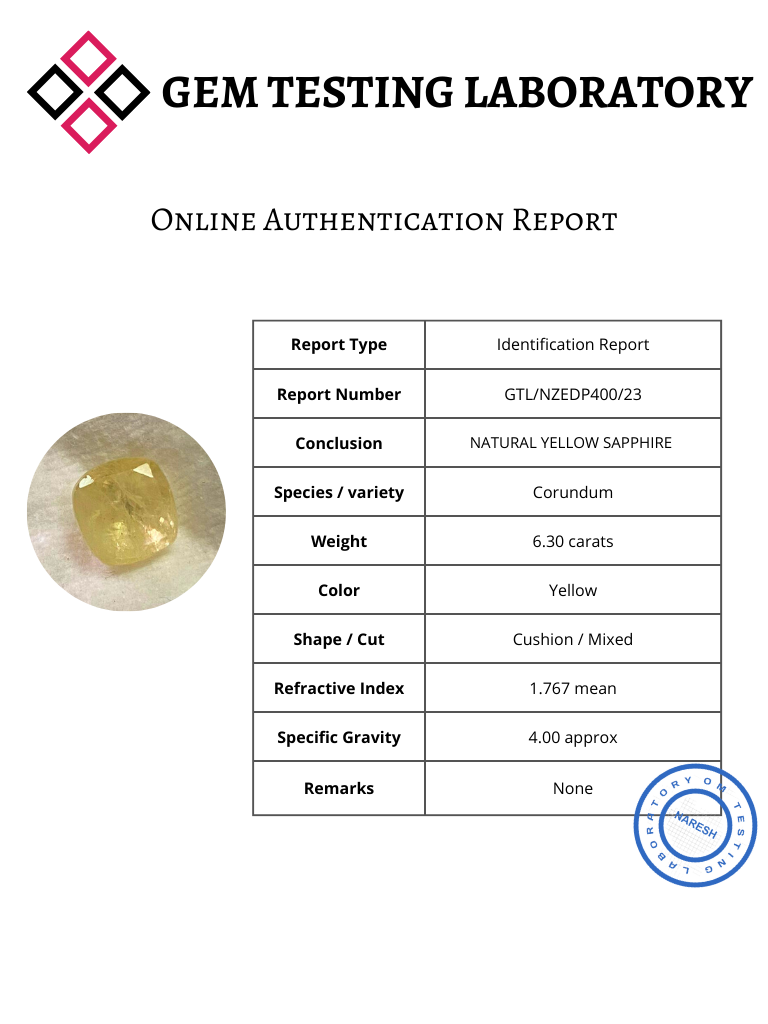 GEM TESTING LABORATORY
Online Authentication Report
Report Type Identification Report
Report Number GTL/NZEDP400/23
Conclusion NATURAL YELLOW SAPPHIRE
Species / variety Corundum
Weight 6.30 carats
Color Yellow
Shape / Cut Cushion / Mixed
Refractive Index 1.767 mean
Specific Gravity 4.00 approx
Remarks None
OM TESTING LABORATORY
NARESH